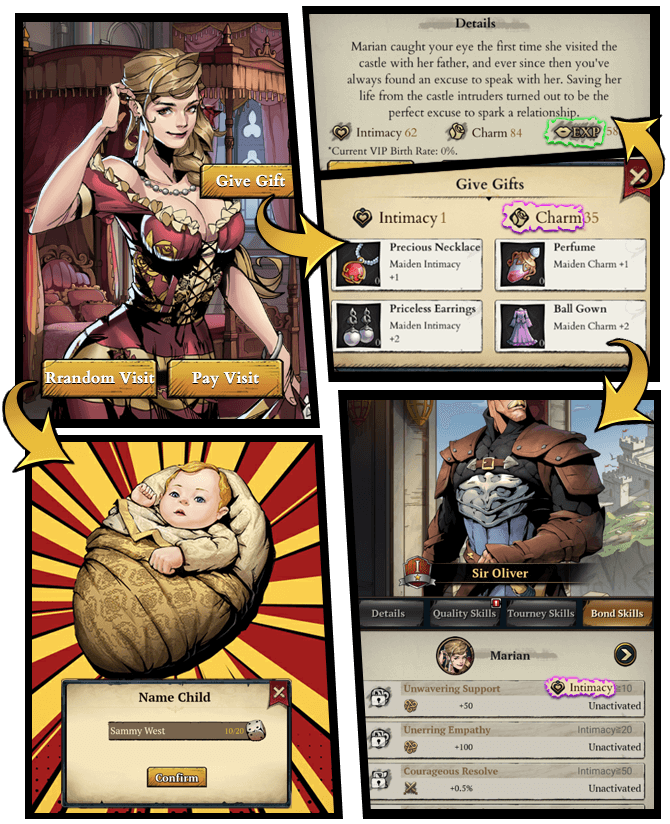 Give Gift
Rrandom Visit
Pay Visit
Details
Marian caught your eye the first time she visited the
castle with her father, and ever since then you've
always found an excuse to speak with her. Saving her
life from the castle intruders turned out to be the
perfect excuse to spark a relationship.
Intimacy 62
Charm 84
EXP 58
*Current VIP Birth Rate: 0%.
Give Gifts
Intimacy 1
Charm 35
Precious Necklace
Maiden Intimacy
+1
0
Perfume
Maiden Charm +1
0
Priceless Earrings
Maiden Intimacy
+2
0
Ball Gown
Maiden Charm +2
0
Name Child
Sammy West 10/20
Confirm
I
Sir Oliver
Details
Quality Skills
Tourney Skills
Bond Skills
Marian
Unwavering Support
Intimacy≥10
+50
Unactivated
Unerring Empathy
Intimacy≥20
+100
Unactivated
Courageous Resolve
Intimacy≥50
+0.5%
Unactivated